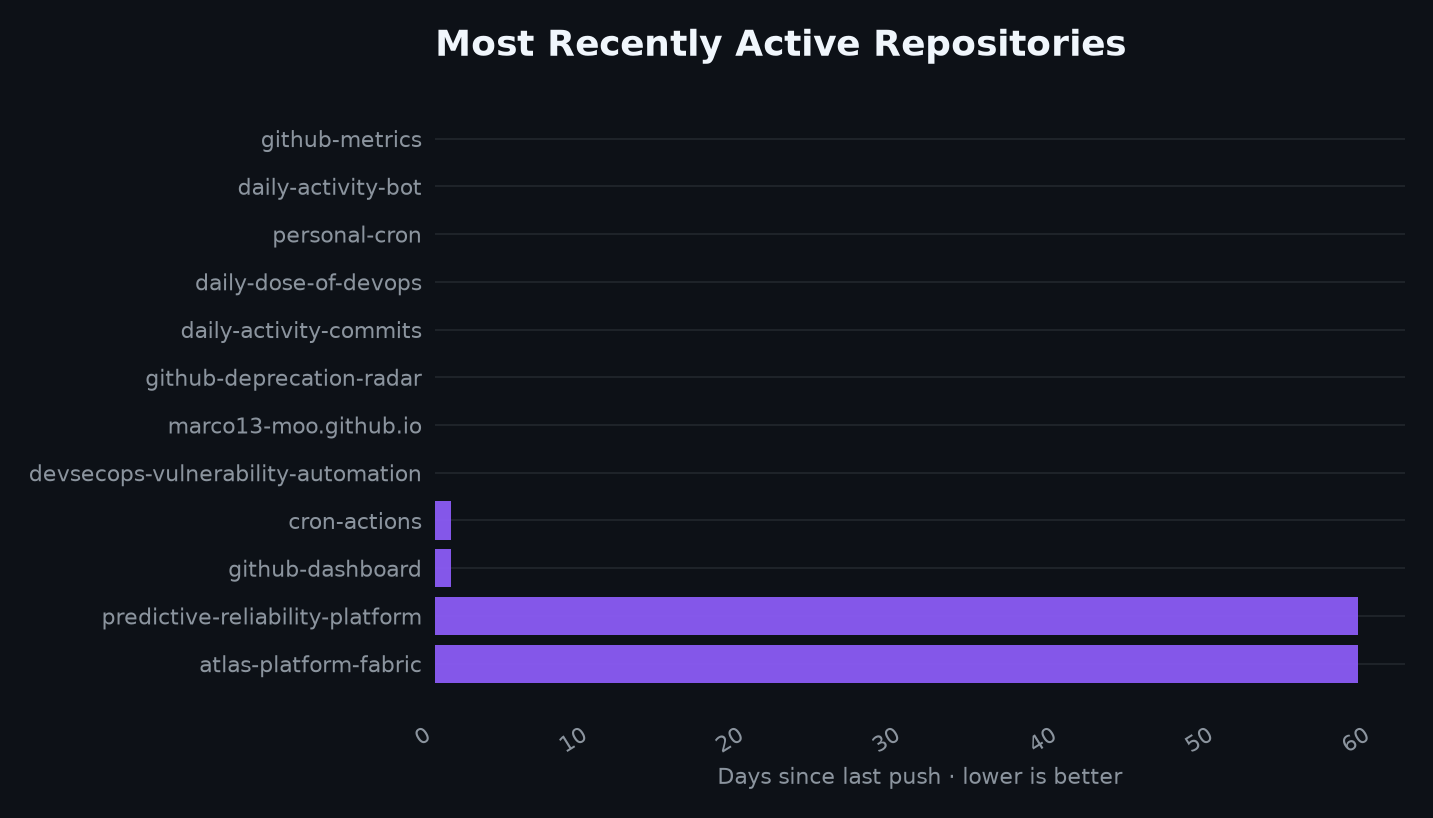 Most Recently Active Repositories
github-metrics
daily-activity-bot
personal-cron
daily-dose-of-devops
daily-activity-commits
github-deprecation-radar
marco13-moo.github.io
devsecops-vulnerability-automation
cron-actions
github-dashboard
predictive-reliability-platform
atlas-platform-fabric
0 10 20 30 40 50 60
Days since last push · lower is better